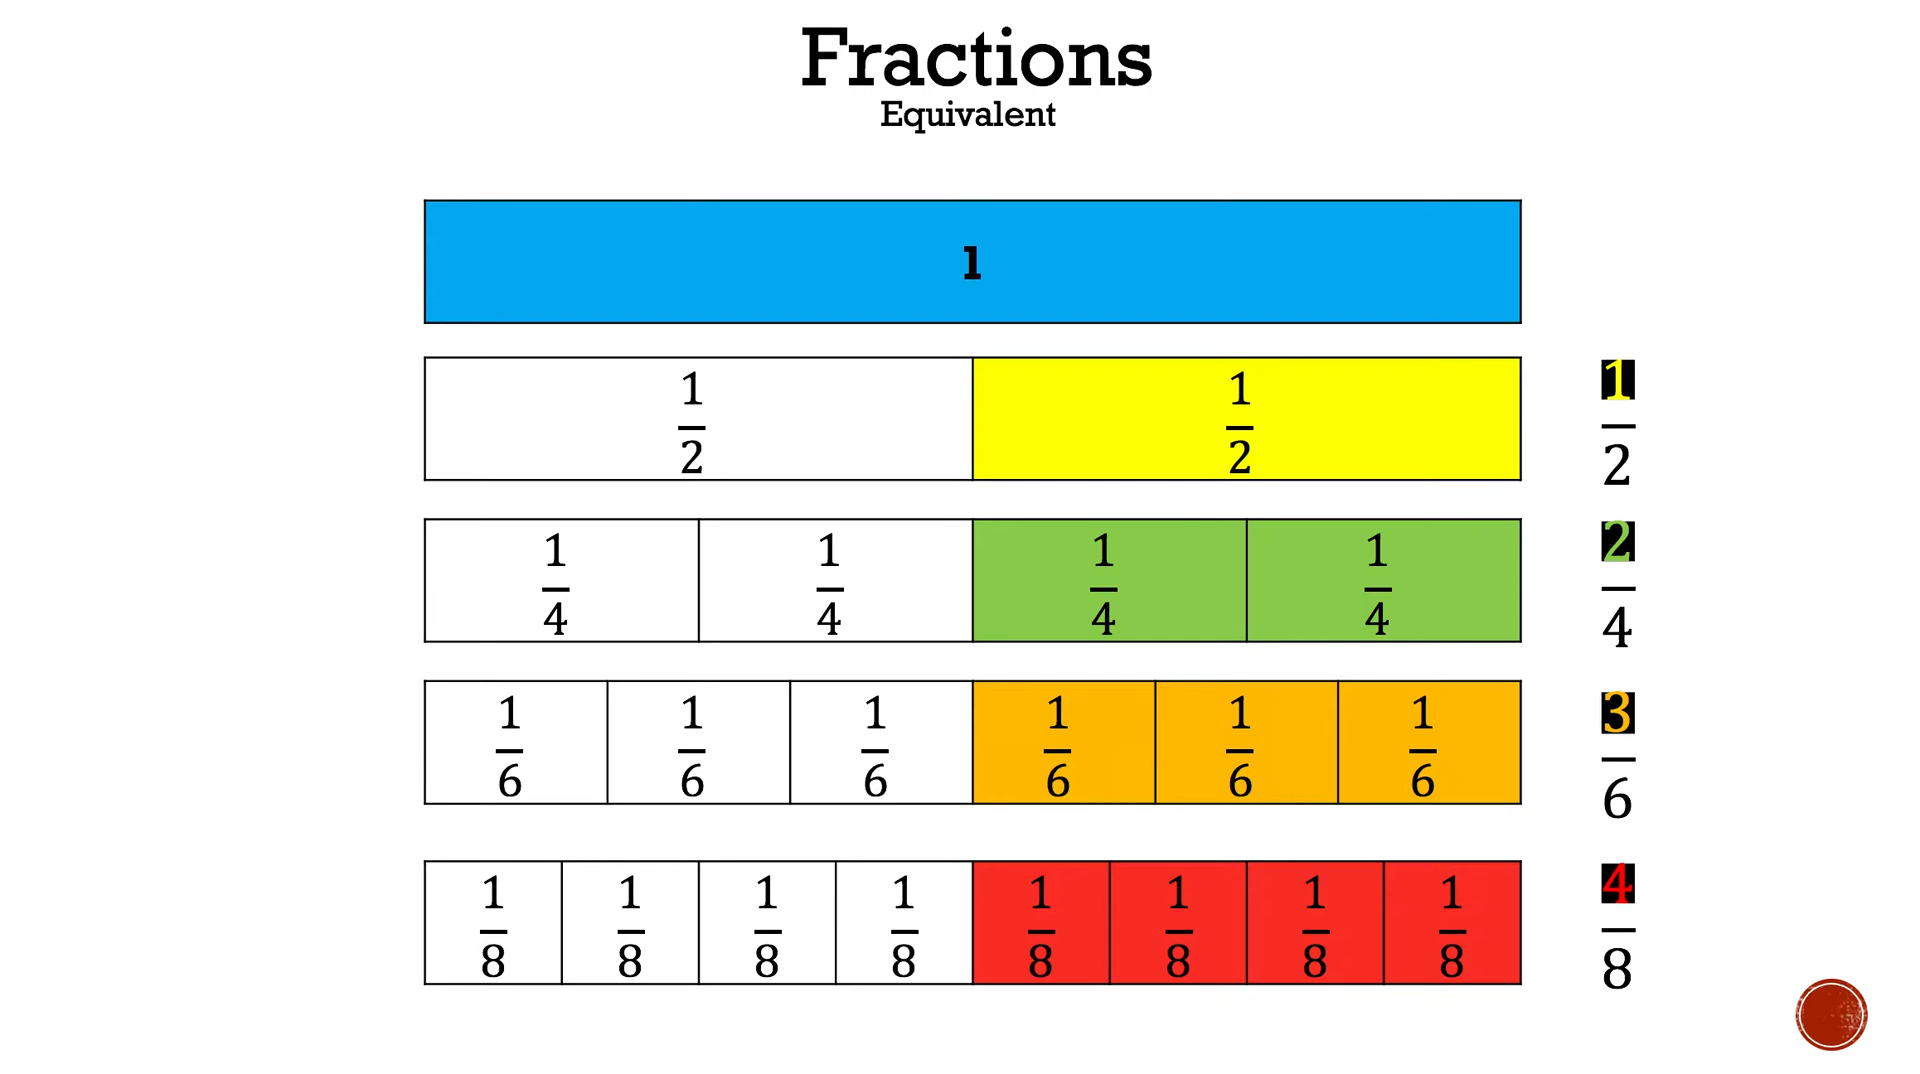 Fractions
Equivalent
1
1/2 1/2 1/2
1/4 1/4 1/4 1/4 2/4
1/6 1/6 1/6 1/6 1/6 1/6 3/6
1/8 1/8 1/8 1/8 1/8 1/8 1/8 1/8 4/8